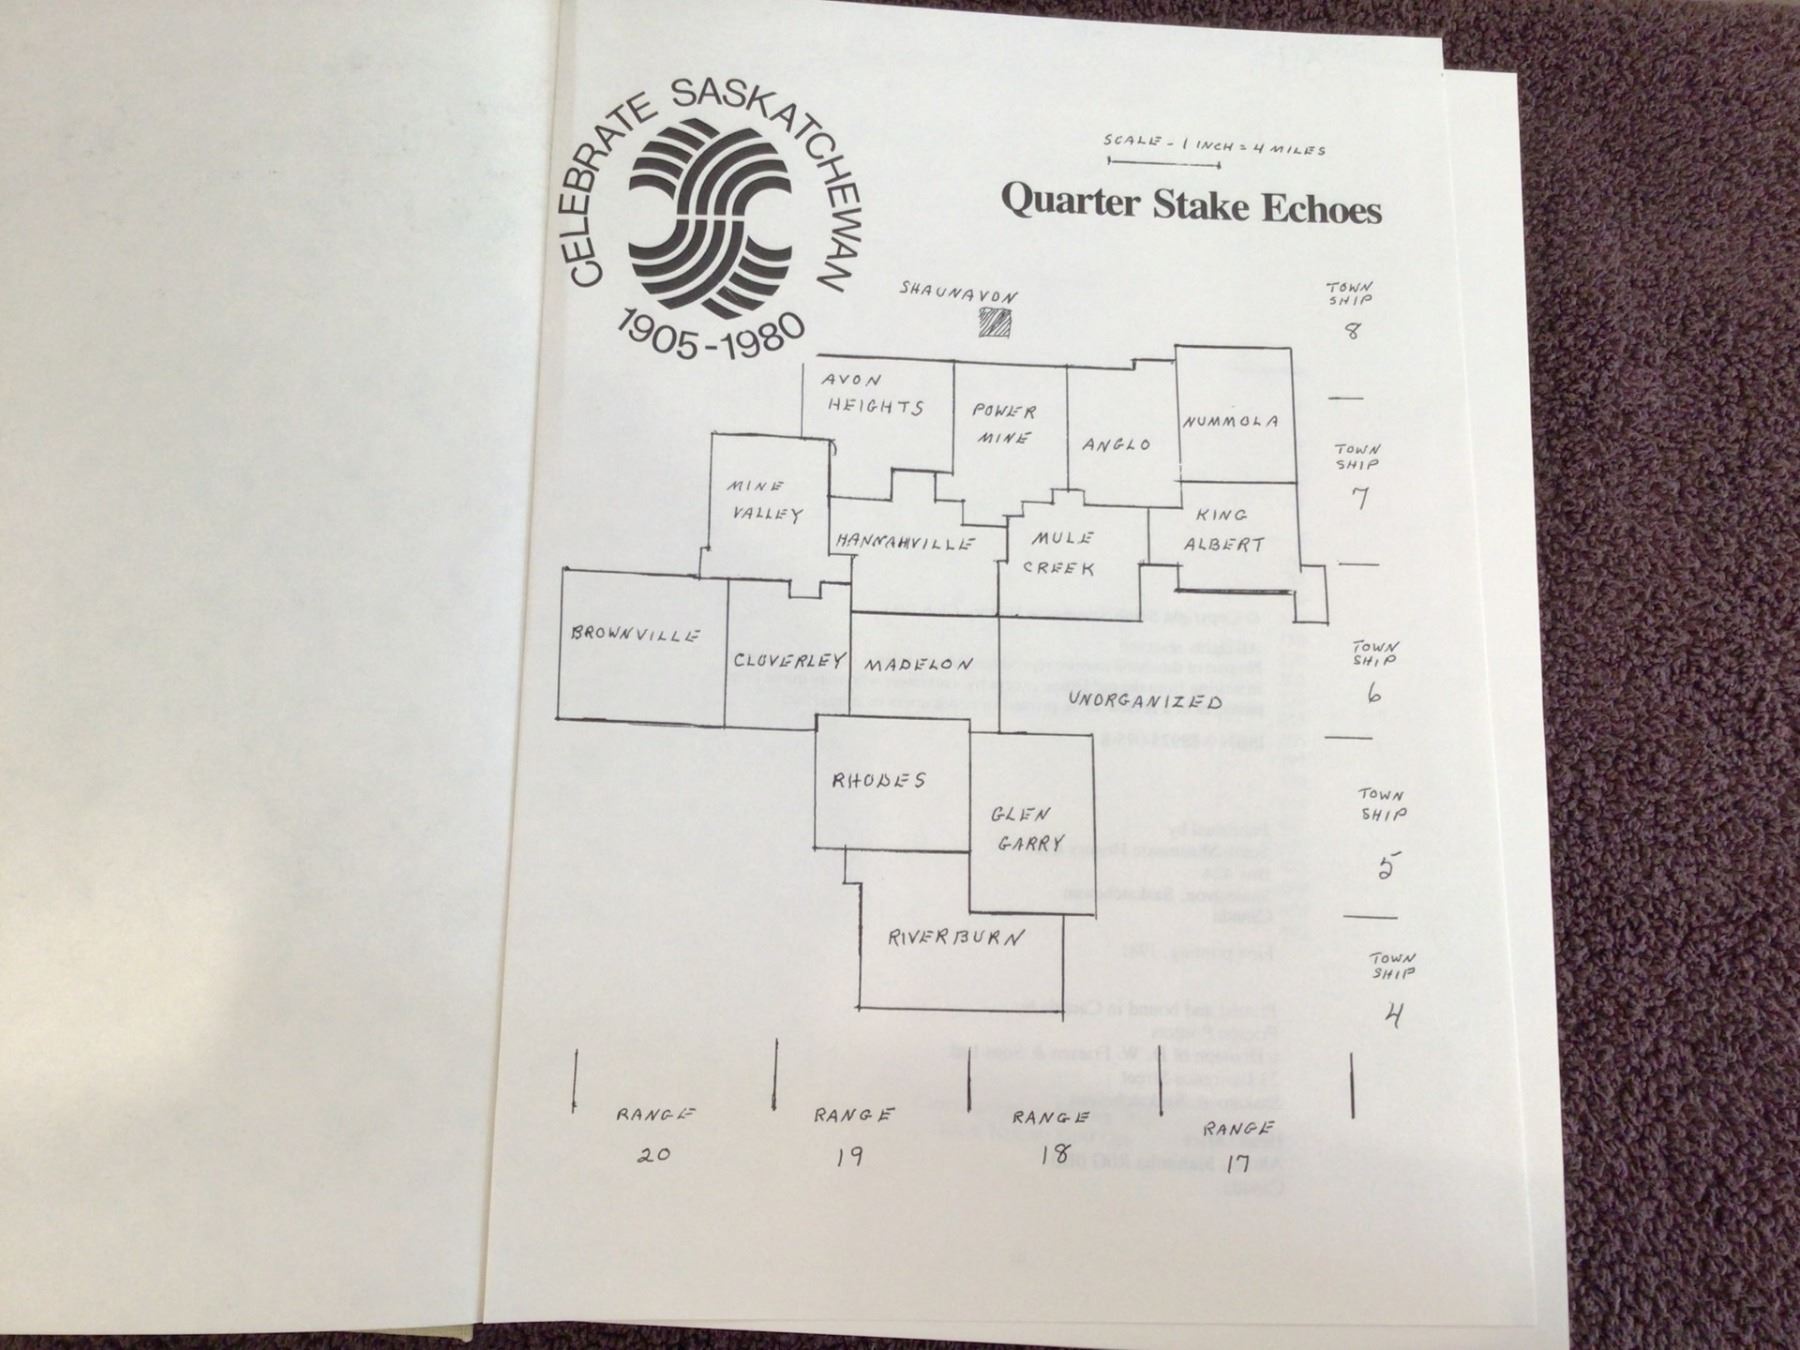 CELEBRATE SASKATCHEWAN
1905-1980
SCALE - 1 INCH = 4 MILES
Quarter Stake Echoes
SHAUNAVON
TOWN
SHIP
8
AVON
HEIGHTS
POWER
MINE
ANGLO
NUMMOLA
TOWN
SHIP
7
MINE
VALLEY
HANNAHVILLE
MULE
CREEK
KING
ALBERT
BROWNVILLE
CLOVERLEY
MADELON
UNORGANIZED
TOWN
SHIP
6
RHODES
GLEN
GARRY
TOWN
SHIP
5
RIVERBURN
TOWN
SHIP
4
RANGE
20
RANGE
19
RANGE
18
RANGE
17